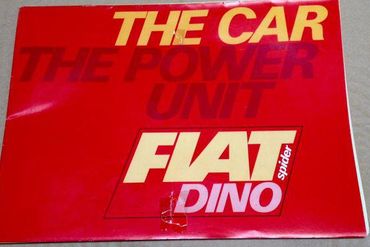 THE CAR
THE POWER
UNIT
FIAT
spider
DINO